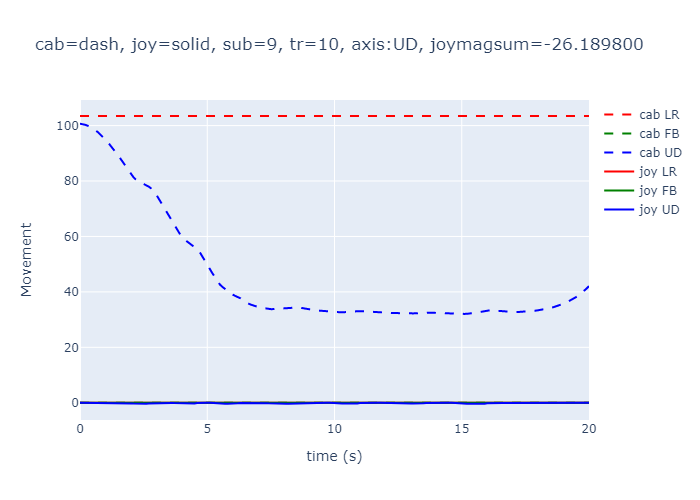 cab=dash, joy=solid, sub=9, tr=10, axis:UD, joymagsum=-26.189800
cab LR
cab FB
cab UD
joy LR
joy FB
joy UD
Movement
100
80
60
40
20
0
0 5 10 15 20
time (s)